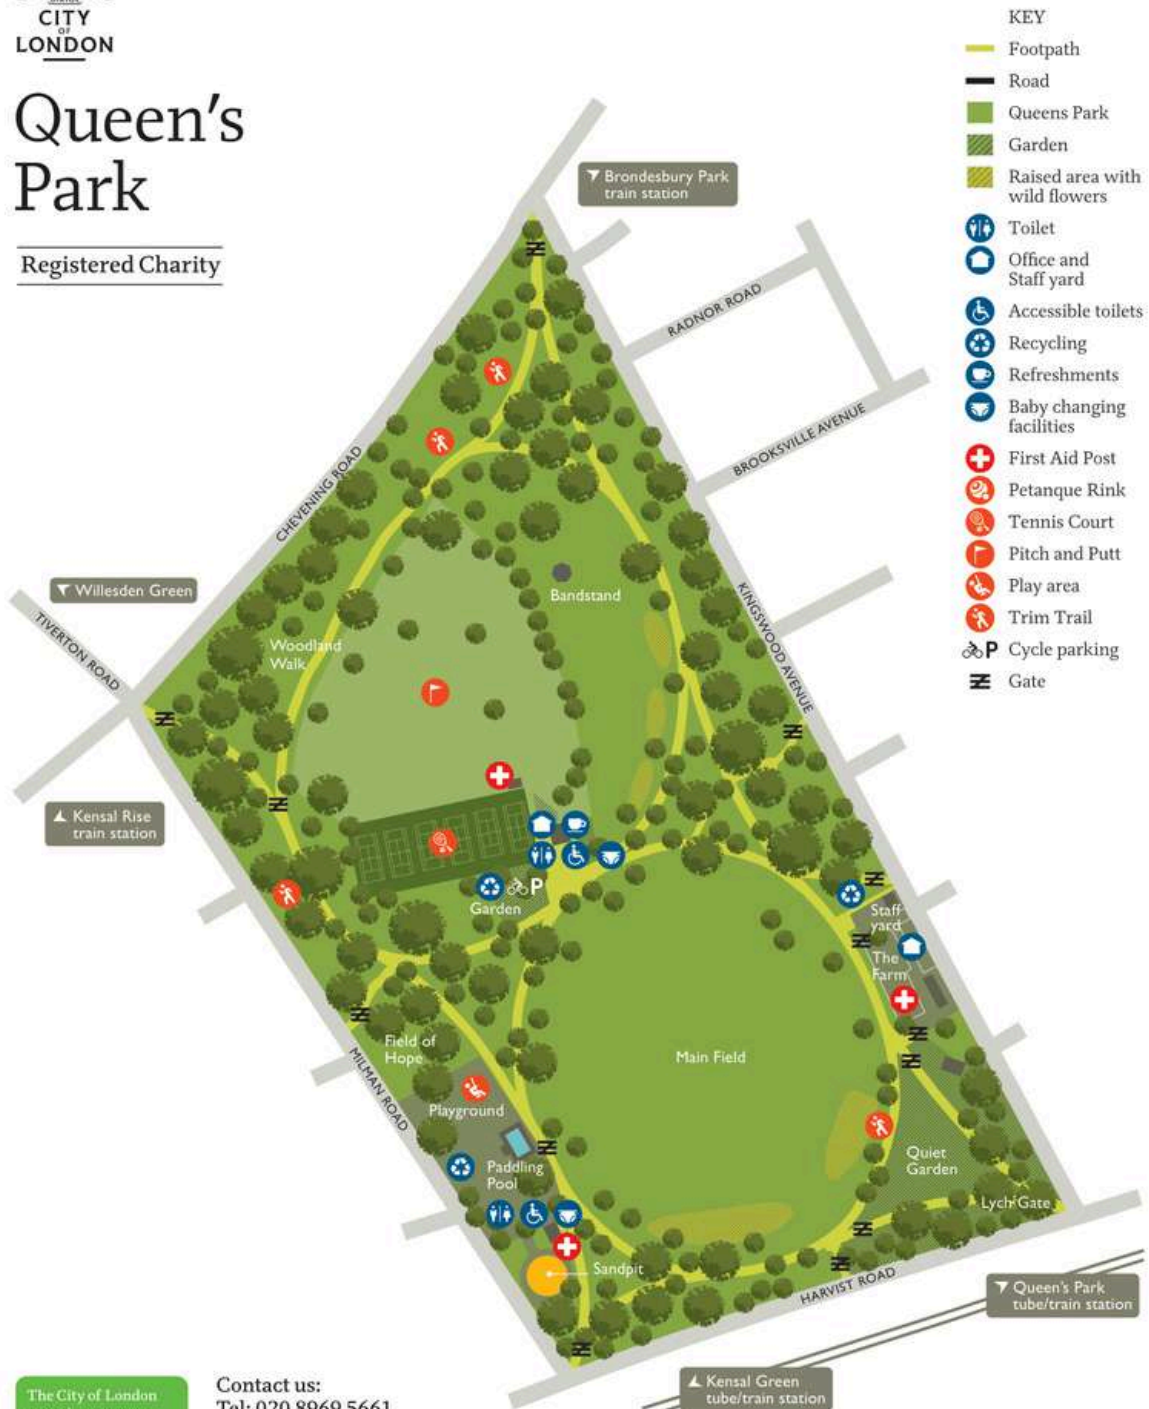 CITY
OF
LONDON
Queen's
Park
Registered Charity
KEY
Footpath
Road
Queens Park
Garden
Raised area with
wild flowers
Toilet
Office and
Staff yard
Accessible toilets
Recycling
Refreshments
Baby changing
facilities
First Aid Post
Petanque Rink
Tennis Court
Pitch and Putt
Play area
Trim Trail
P Cycle parking
Gate
Brondesbury Park
train station
RADNOR ROAD
BROOKSVILLE AVENUE
CHEVENING ROAD
Willesden Green
TIVERTON ROAD
KINGSWOOD AVENUE
Bandstand
Woodland
Walk
Kensal Rise
train station
P
Garden
Staff
yard
The
Farm
Field of
Hope
Main Field
MILMAN ROAD
Playground
Paddling
Pool
Quiet
Garden
Lych Gate
Sandpit
HARVIST ROAD
Queen's Park
tube/train station
Kensal Green
tube/train station
The City of London
Contact us:
Tel: 020 8969 5661